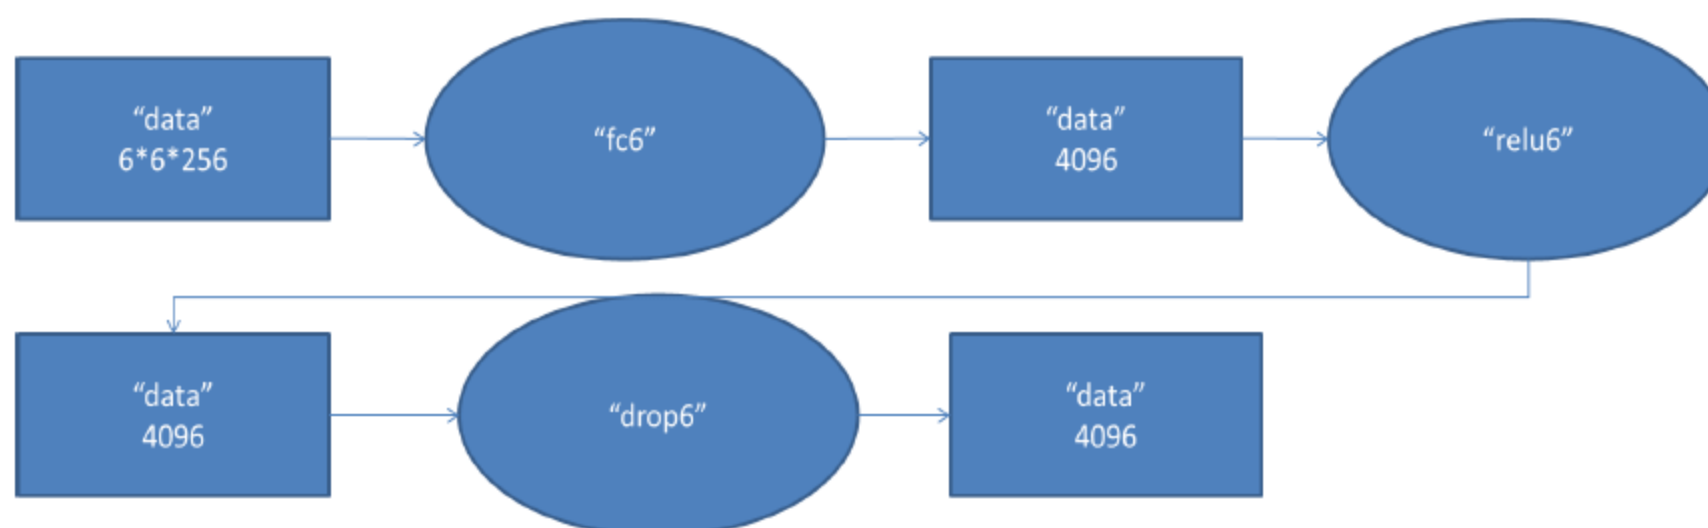 “data”
6*6*256
“fc6”
“data”
4096
“relu6”
“data”
4096
“drop6”
“data”
4096